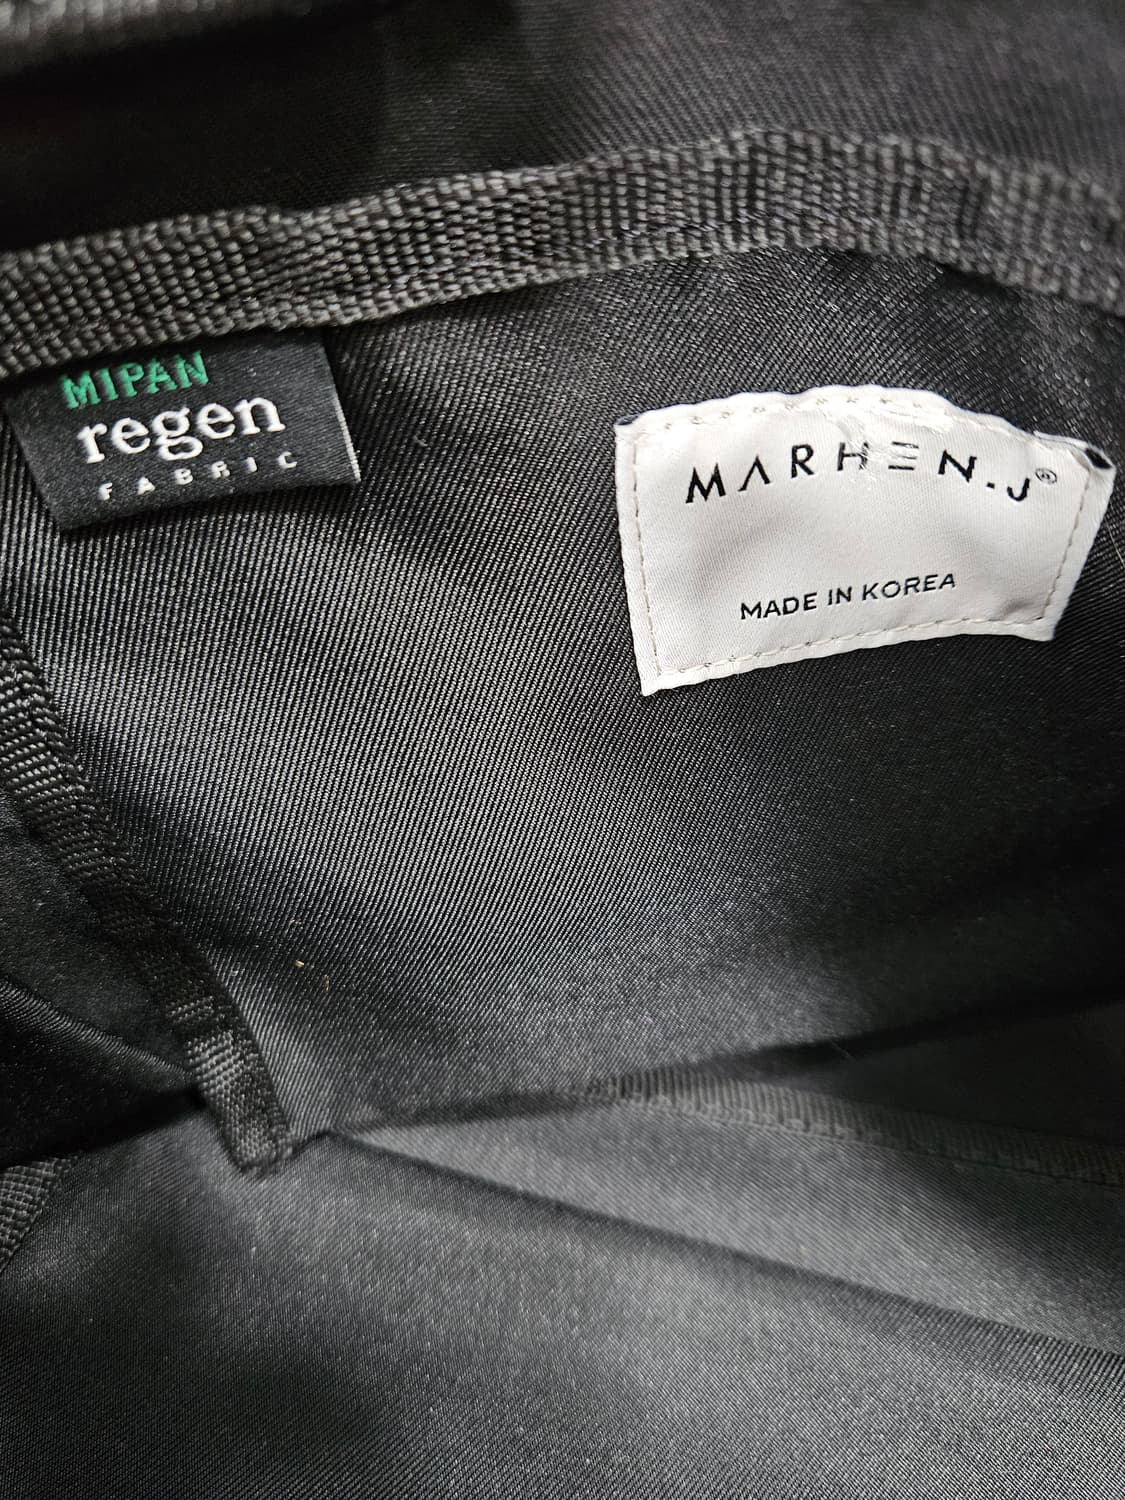 MIPAN
regen
FABRIC
MARHEN.J®
MADE IN KOREA